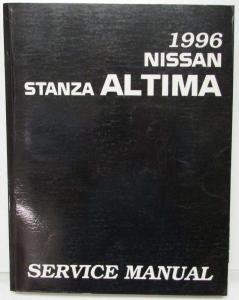 1996
NISSAN
STANZA ALTIMA
SERVICE MANUAL